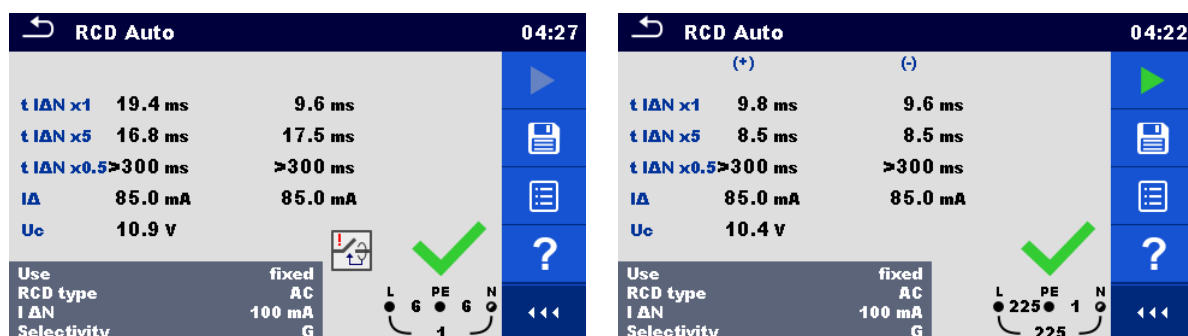 RCD Auto 04:27
t IΔN x1 19.4 ms 9.6 ms
t IΔN x5 16.8 ms 17.5 ms
t IΔN x0.5 >300 ms >300 ms
IΔ 85.0 mA 85.0 mA
Uc 10.9 V
Use fixed
RCD type AC
I ΔN 100 mA
Selectivity G
L PE N
6 6
1
?
RCD Auto 04:22
(+) (-)
t IΔN x1 9.8 ms 9.6 ms
t IΔN x5 8.5 ms 8.5 ms
t IΔN x0.5 >300 ms >300 ms
IΔ 85.0 mA 85.0 mA
Uc 10.4 V
Use fixed
RCD type AC
I ΔN 100 mA
Selectivity G
L PE N
225 1
225
?